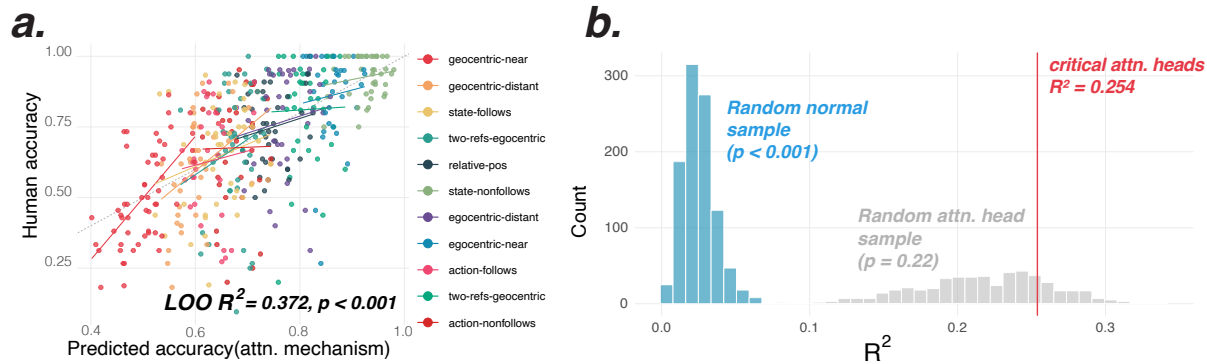 a.
Human accuracy
1.00
0.75
0.50
0.25
0.4
0.6
0.8
1.0
LOO R²= 0.372, p < 0.001
Predicted accuracy(attn. mechanism)
geocentric-near
geocentric-distant
state-follows
two-refs-egocentric
relative-pos
state-nonfollows
egocentric-distant
egocentric-near
action-follows
two-refs-geocentric
action-nonfollows
b.
Count
300
200
100
0
0.0
0.1
0.2
0.3
R²
Random normal
sample
(p < 0.001)
Random attn. head
sample
(p = 0.22)
critical attn. heads
R² = 0.254